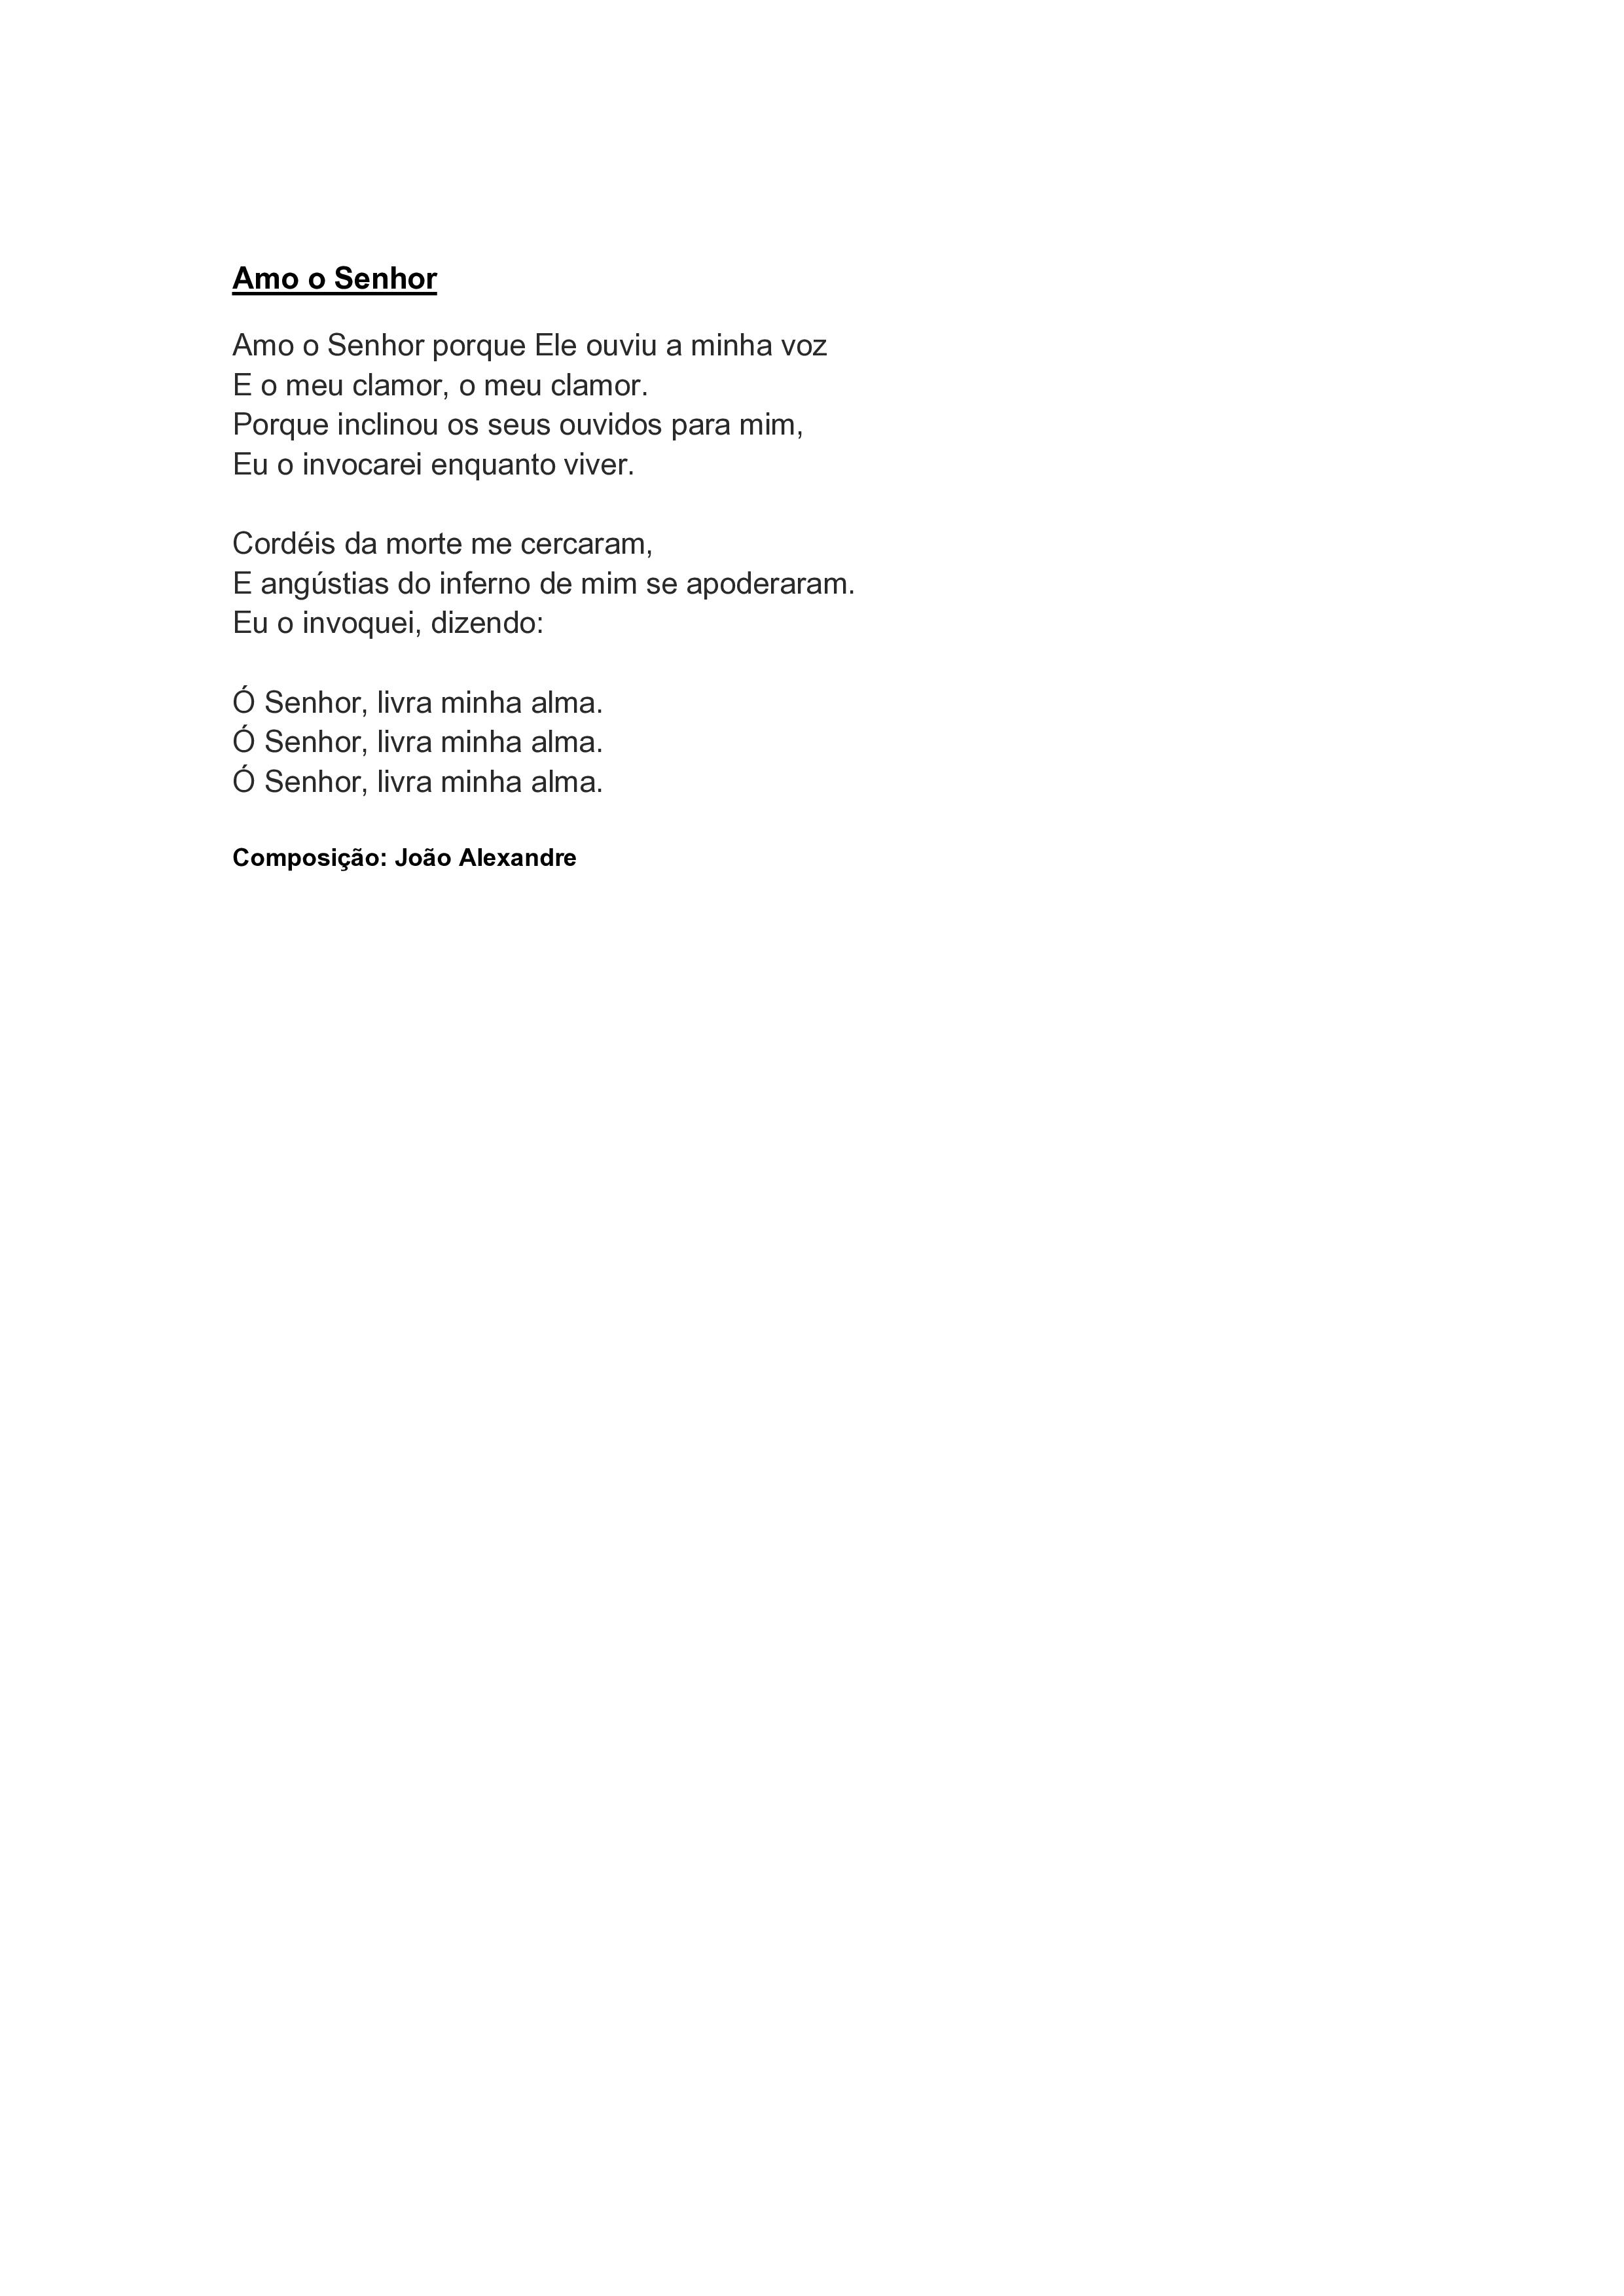 Amo o Senhor
Amo o Senhor porque Ele ouviu a minha voz
E o meu clamor, o meu clamor.
Porque inclinou os seus ouvidos para mim,
Eu o invocarei enquanto viver.
Cordéis da morte me cercaram,
E angústias do inferno de mim se apoderaram.
Eu o invoquei, dizendo:
Ó Senhor, livra minha alma.
Ó Senhor, livra minha alma.
Ó Senhor, livra minha alma.
Composição: João Alexandre